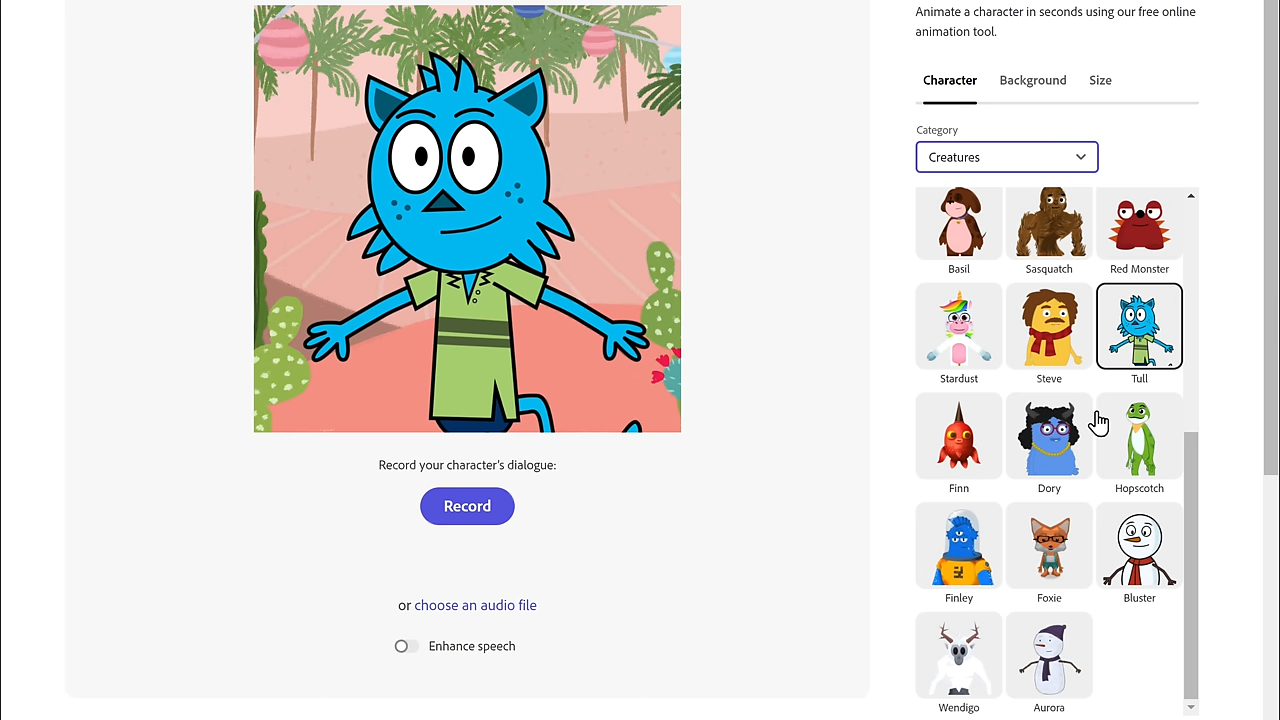 Animate a character in seconds using our free online
animation tool.
Character Background Size
Category
Creatures
Basil Sasquatch Red Monster
Stardust Steve Tull
Finn Dory Hopscotch
Finley Foxie Bluster
Wendigo Aurora
Record your character's dialogue:
Record
or choose an audio file
Enhance speech